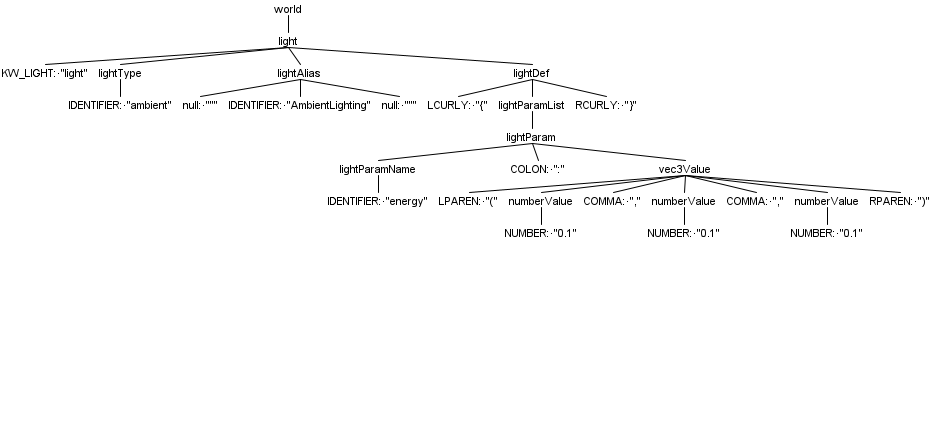 world
light
KW_LIGHT:·"light" lightType lightAlias lightDef
IDENTIFIER:·"ambient" null:·""" IDENTIFIER:·"AmbientLighting" null:·""" LCURLY:·"{" lightParamList RCURLY:·"}"
lightParam
lightParamName COLON:·":" vec3Value
IDENTIFIER:·"energy" LPAREN:·"(" numberValue COMMA:·"," numberValue COMMA:·"," numberValue RPAREN:·")"
NUMBER:·"0.1" NUMBER:·"0.1" NUMBER:·"0.1"